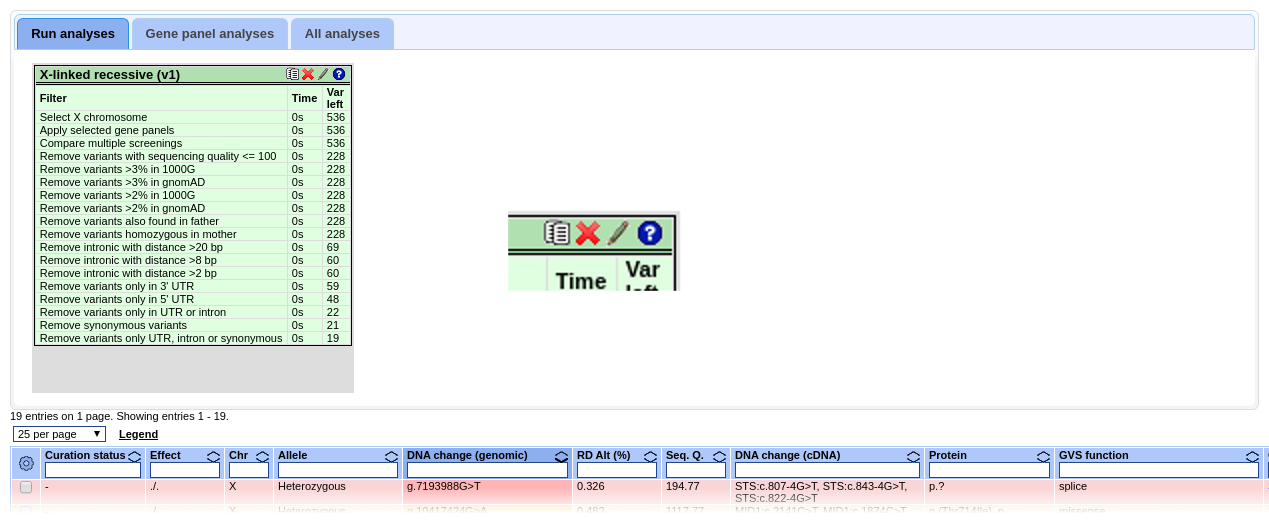 Run analyses Gene panel analyses All analyses
X-linked recessive (v1)
Filter Time Var left
Select X chromosome 0s 536
Apply selected gene panels 0s 536
Compare multiple screenings 0s 536
Remove variants with sequencing quality <= 100 0s 228
Remove variants >3% in 1000G 0s 228
Remove variants >3% in gnomAD 0s 228
Remove variants >2% in 1000G 0s 228
Remove variants >2% in gnomAD 0s 228
Remove variants also found in father 0s 228
Remove variants homozygous in mother 0s 228
Remove intronic with distance >20 bp 0s 69
Remove intronic with distance >8 bp 0s 60
Remove intronic with distance >2 bp 0s 60
Remove variants only in 3' UTR 0s 59
Remove variants only in 5' UTR 0s 48
Remove variants only in UTR or intron 0s 22
Remove synonymous variants 0s 21
Remove variants only UTR, intron or synonymous 0s 19
Time Var left
19 entries on 1 page. Showing entries 1 - 19.
25 per page Legend
Curation status Effect Chr Allele DNA change (genomic) RD Alt (%) Seq. Q. DNA change (cDNA) Protein GVS function
- ./. X Heterozygous g.7193988G>T 0.326 194.77 STS:c.807-4G>T, STS:c.843-4G>T, p.? splice
STS:c.822-4G>T
- ./. X Heterozygous g.10417424G>A 0.482 1117.77 MID1:c.2141C>T, MID1:c.1874C>T, missense